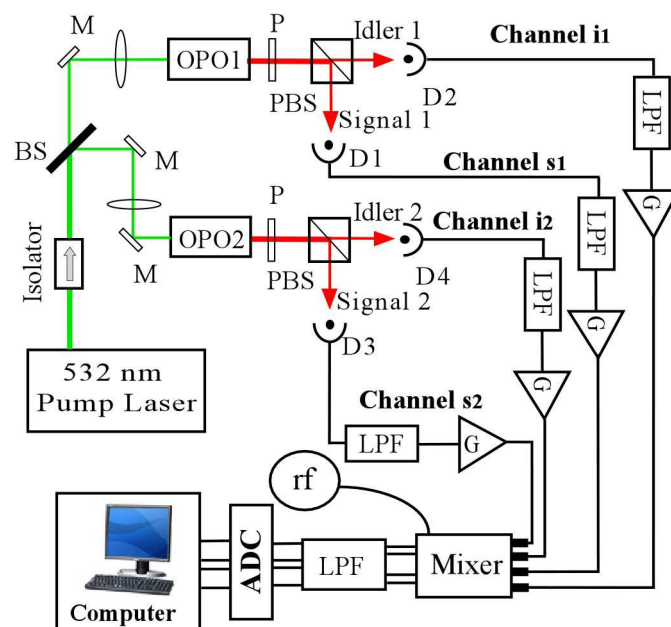 M
P
Idler 1
Channel i1
OPO1
D2
LPF
PBS
Signal 1
BS
M
D1
Channel s1
G
P
Idler 2
Channel i2
LPF
OPO2
Isolator
M
PBS
D4
LPF
Signal 2
G
D3
G
532 nm
Pump Laser
Channel s2
LPF
G
rf
ADC
LPF
Mixer
Computer